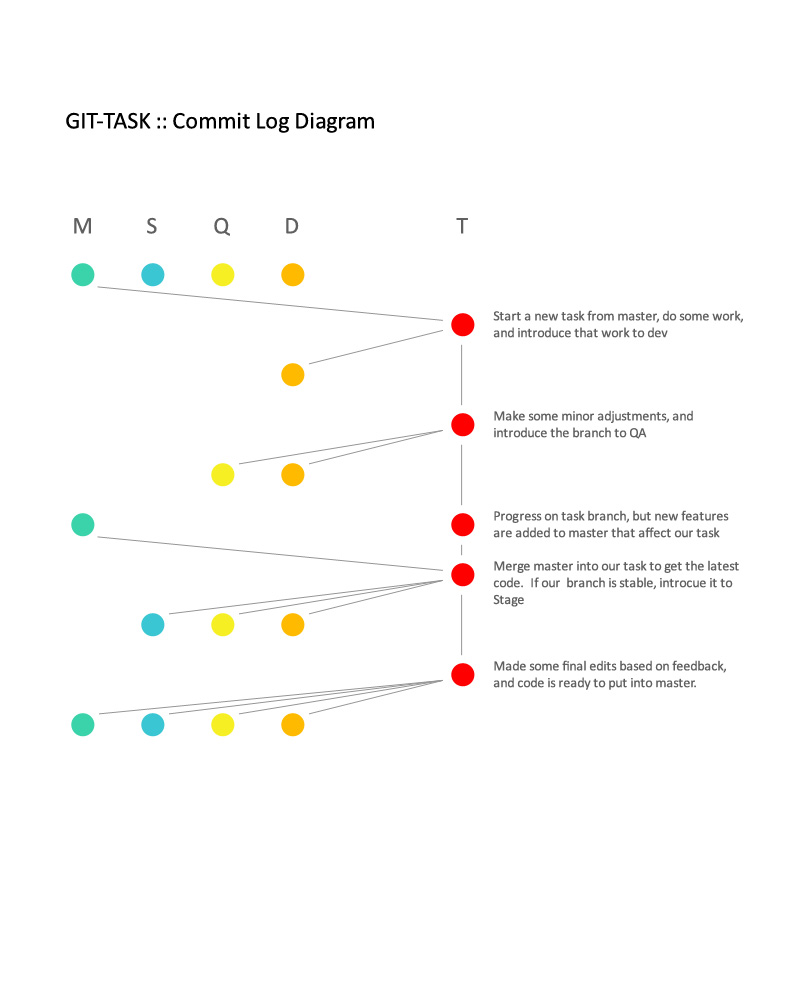 GIT-TASK :: Commit Log Diagram
M S Q D T
Start a new task from master, do some work,
and introduce that work to dev
Make some minor adjustments, and
introduce the branch to QA
Progress on task branch, but new features
are added to master that affect our task
Merge master into our task to get the latest
code.  If our  branch is stable, introcue it to
Stage
Made some final edits based on feedback,
and code is ready to put into master.